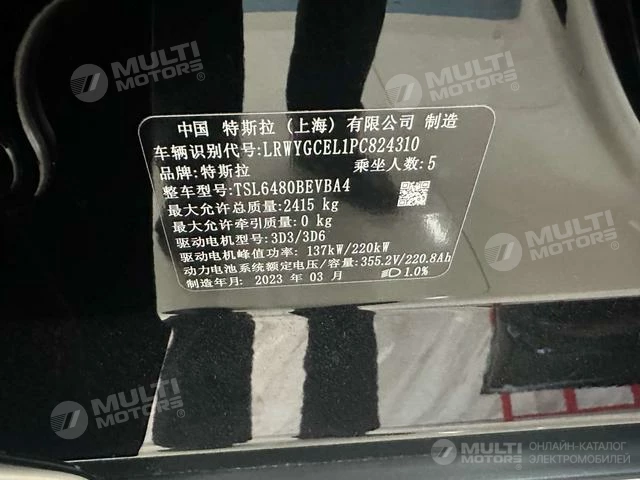 MULTI
MOTORS
MULTI
MOTORS
中国 特斯拉（上海）有限公司 制造
车辆识别代号:LRWYGCEL1PC824310
品牌:特斯拉 乘坐人数:5
整车型号:TSL6480BEVBA4
最大允许总质量:2415 kg
最大允许牵引质量:0 kg
驱动电机型号:3D3/3D6
驱动电机峰值功率: 137kW/220kW
动力电池系统额定电压/容量:355.2V/220.8Ah
制造年月: 2023 年 03 月 1.0%
MULTI
MOTORS
MULTI
MOTORS
MULTI
MOTORS
ОНЛАЙН-КАТАЛОГ
ЭЛЕКТРОМОБИЛЕЙ